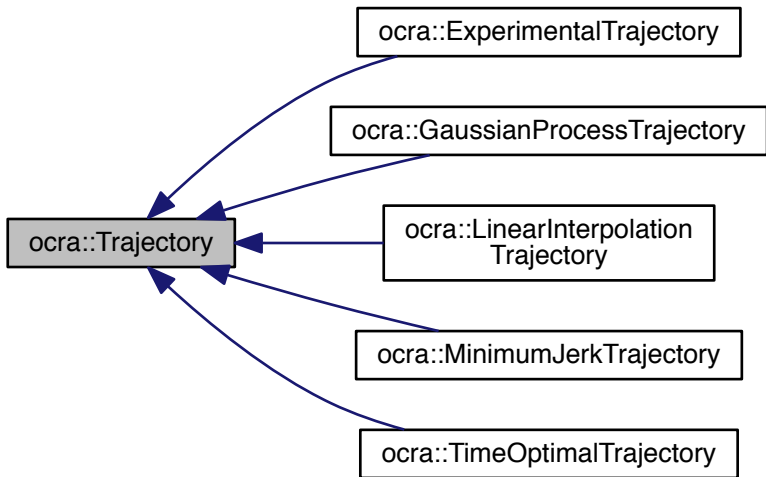 ocra::ExperimentalTrajectory
ocra::GaussianProcessTrajectory
ocra::Trajectory
ocra::LinearInterpolation
Trajectory
ocra::MinimumJerkTrajectory
ocra::TimeOptimalTrajectory